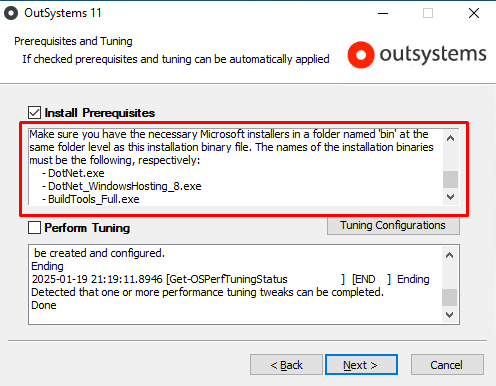 OutSystems 11
Prerequisites and Tuning
If checked prerequisites and tuning can be automatically applied
outsystems
Install Prerequisites
Make sure you have the necessary Microsoft installers in a folder named 'bin' at the
same folder level as this installation binary file. The names of the installation binaries
must be the following, respectively:
- DotNet.exe
- DotNet_WindowsHosting_8.exe
- BuildTools_Full.exe
Perform Tuning
Tuning Configurations
be created and configured.
Ending
2025-01-19 21:19:11.8946 [Get-OSPerfTuningStatus ] [END ] Ending
Detected that one or more performance tuning tweaks can be completed.
Done
< Back
Next >
Cancel